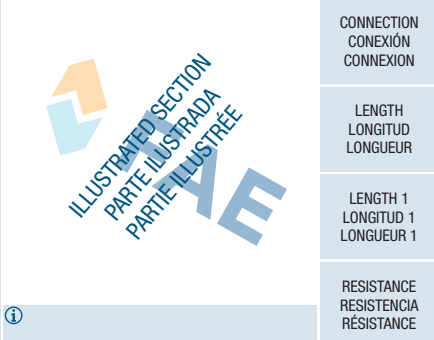 ILLUSTRATED SECTION
PARTE ILUSTRADA
PARTIE ILLUSTRÉE
EAE
CONNECTION
CONEXIÓN
CONNEXION
LENGTH
LONGITUD
LONGUEUR
LENGTH 1
LONGITUD 1
LONGUEUR 1
RESISTANCE
RESISTENCIA
RÉSISTANCE
i